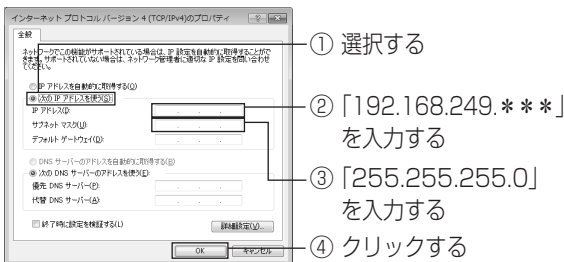 インターネット プロトコル バージョン 4 (TCP/IPv4)のプロパティ
全般
ネットワークでこの機能がサポートされている場合は、IP 設定を自動的に取得することがで
きます。サポートされていない場合は、ネットワーク管理者に適切な IP 設定を問い合わせ
てください。
IP アドレスを自動的に取得する(O)
次の IP アドレスを使う(S):
IP アドレス(I):
サブネット マスク(U):
デフォルト ゲートウェイ(D):
DNS サーバーのアドレスを自動的に取得する(B)
次の DNS サーバーのアドレスを使う(E):
優先 DNS サーバー(P):
代替 DNS サーバー(A):
終了時に設定を検証する(L)
詳細設定(V)...
OK
キャンセル
① 選択する
② 「192.168.249.***」
を入力する
③ 「255.255.255.0」
を入力する
④ クリックする